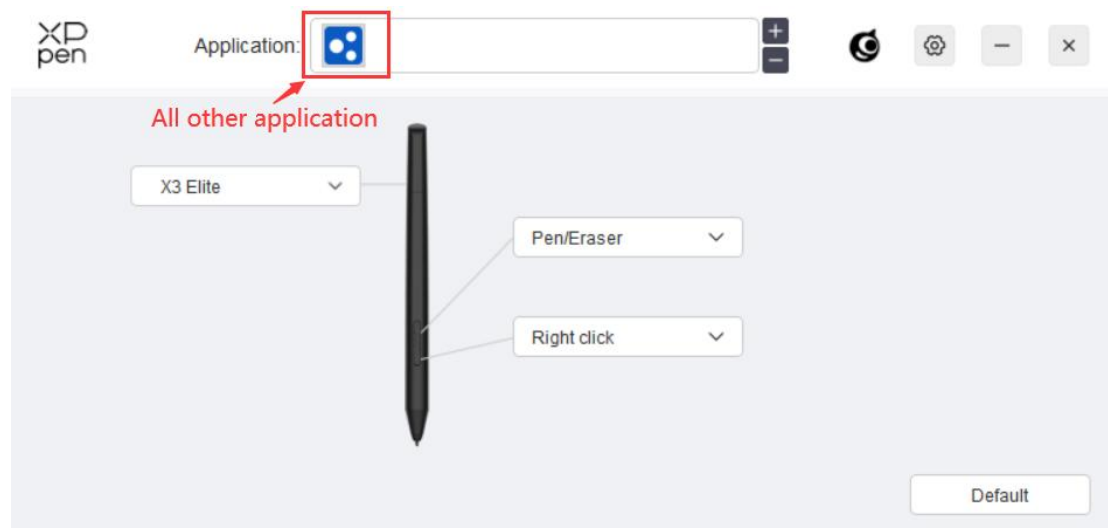 XP
pen
Application:
All other application
X3 Elite
Pen/Eraser
Right click
Default